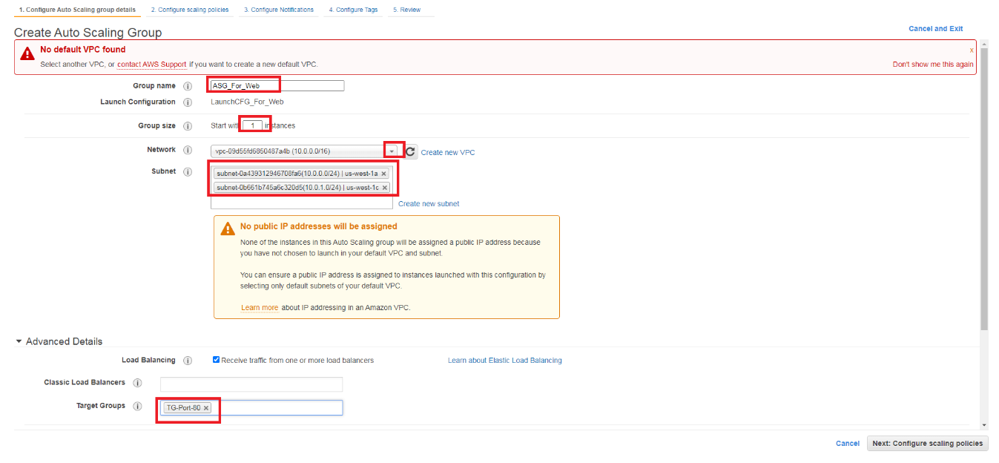 1. Configure Auto Scaling group details 2. Configure scaling policies 3. Configure Notifications 4. Configure Tags 5. Review
Create Auto Scaling Group
Cancel and Exit
No default VPC found
x
Select another VPC, or contact AWS Support if you want to create a new default VPC.
Don't show me this again
Group name i ASG_For_Web
Launch Configuration i LaunchCFG_For_Web
Group size i Start with 1 instances
Network i vpc-09d55fd6850487a4b (10.0.0.0/16) Create new VPC
Subnet i subnet-0a439312946708fa6(10.0.0.0/24) | us-west-1a ×
subnet-0b661b745a6c320d5(10.0.1.0/24) | us-west-1c ×
Create new subnet
No public IP addresses will be assigned
None of the instances in this Auto Scaling group will be assigned a public IP address because
you have not chosen to launch in your default VPC and subnet.
You can ensure a public IP address is assigned to instances launched with this configuration by
selecting only default subnets of your default VPC.
Learn more about IP addressing in an Amazon VPC.
Advanced Details
Load Balancing i Receive traffic from one or more load balancers Learn about Elastic Load Balancing
Classic Load Balancers i
Target Groups i TG-Port-80 ×
Cancel Next: Configure scaling policies